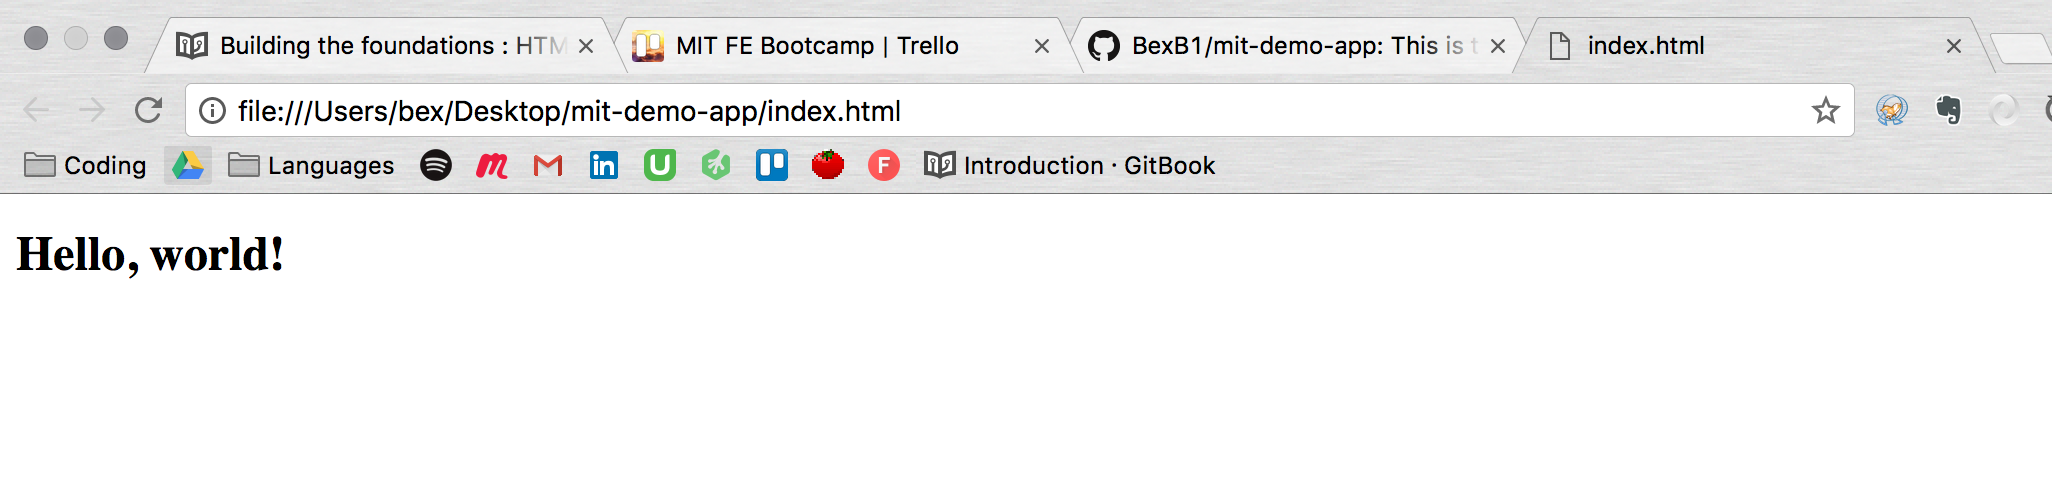 Building the foundations : HTM
MIT FE Bootcamp | Trello
BexB1/mit-demo-app: This is t
index.html
file:///Users/bex/Desktop/mit-demo-app/index.html
Coding
Languages
Introduction · GitBook
Hello, world!